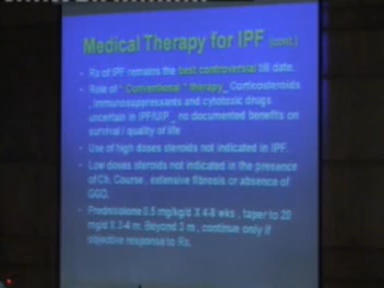 Medical Therapy for IPF (cont.)
- Rx of IPF remains the best controversial till date.
- Role of " Conventional " therapy_ Corticosteroids
, Immunosuppressants and cytotoxic drugs
uncertain in IPF/UIP _ no documented benefits on
survival / quality of life
- Use of high doses steroids not indicated in IPF.
- Low doses steroids not indicated in the presence
of Ch. Course , extensive fibrosis or absence of
GGO.
- Prednisolone 0.5 mg/kg/d X 4-8 wks , taper to 20
mg/d X 3-4 m. Beyond 3 m , continue only if
objective response to Rx.